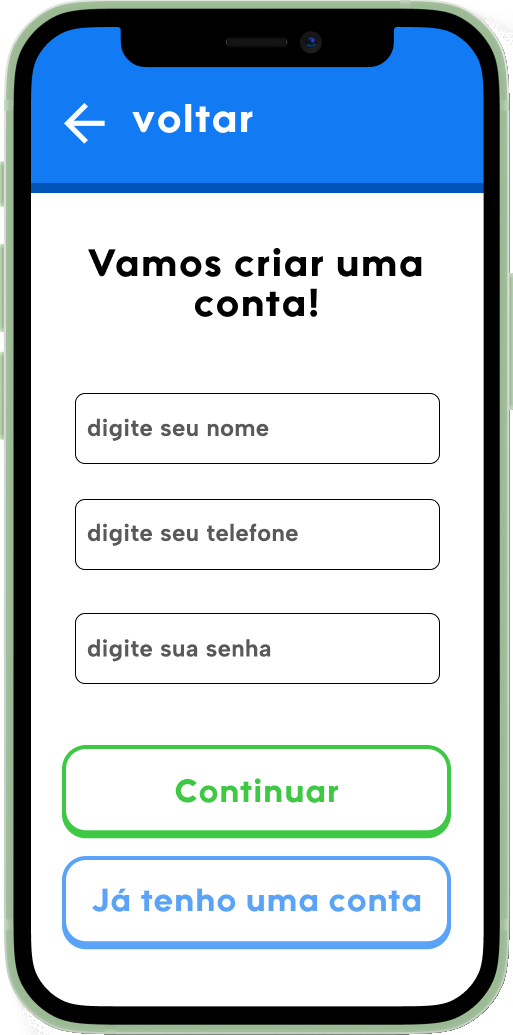 voltar
Vamos criar uma
conta!
digite seu nome
digite seu telefone
digite sua senha
Continuar
Já tenho uma conta